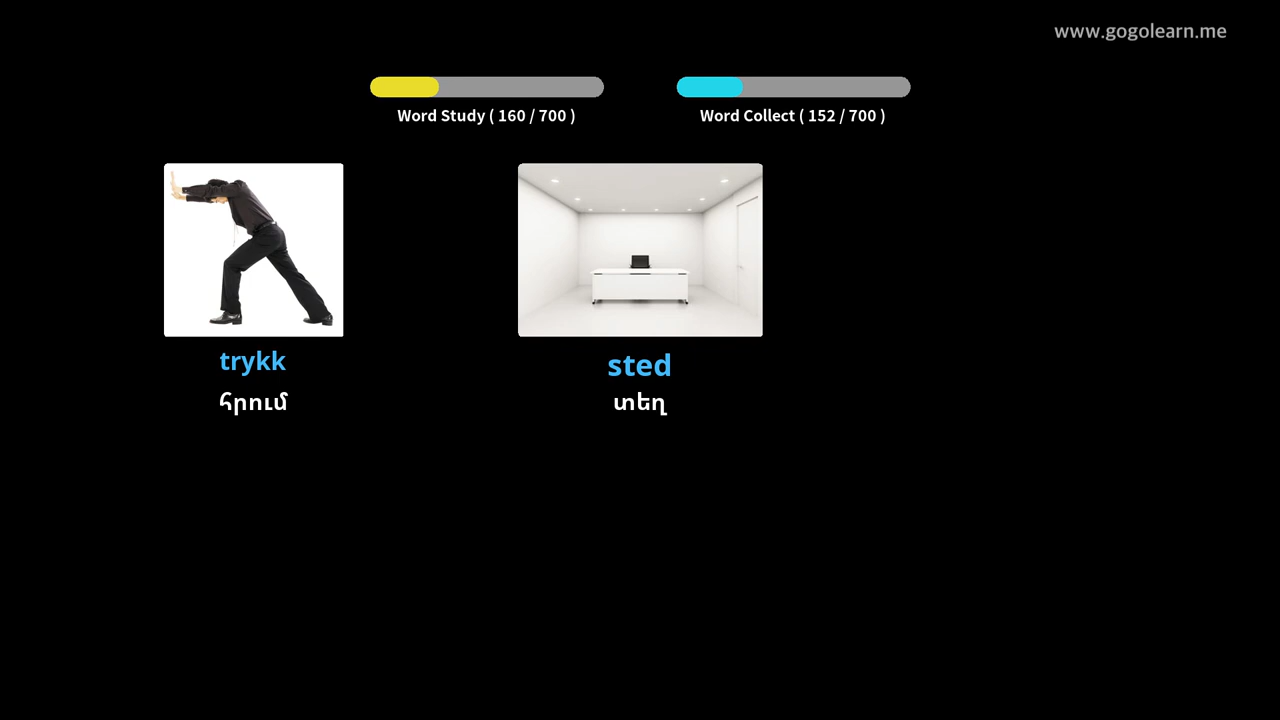 www.gogolearn.me
Word Study ( 160 / 700 )
Word Collect ( 152 / 700 )
trykk
հրում
sted
տեղ